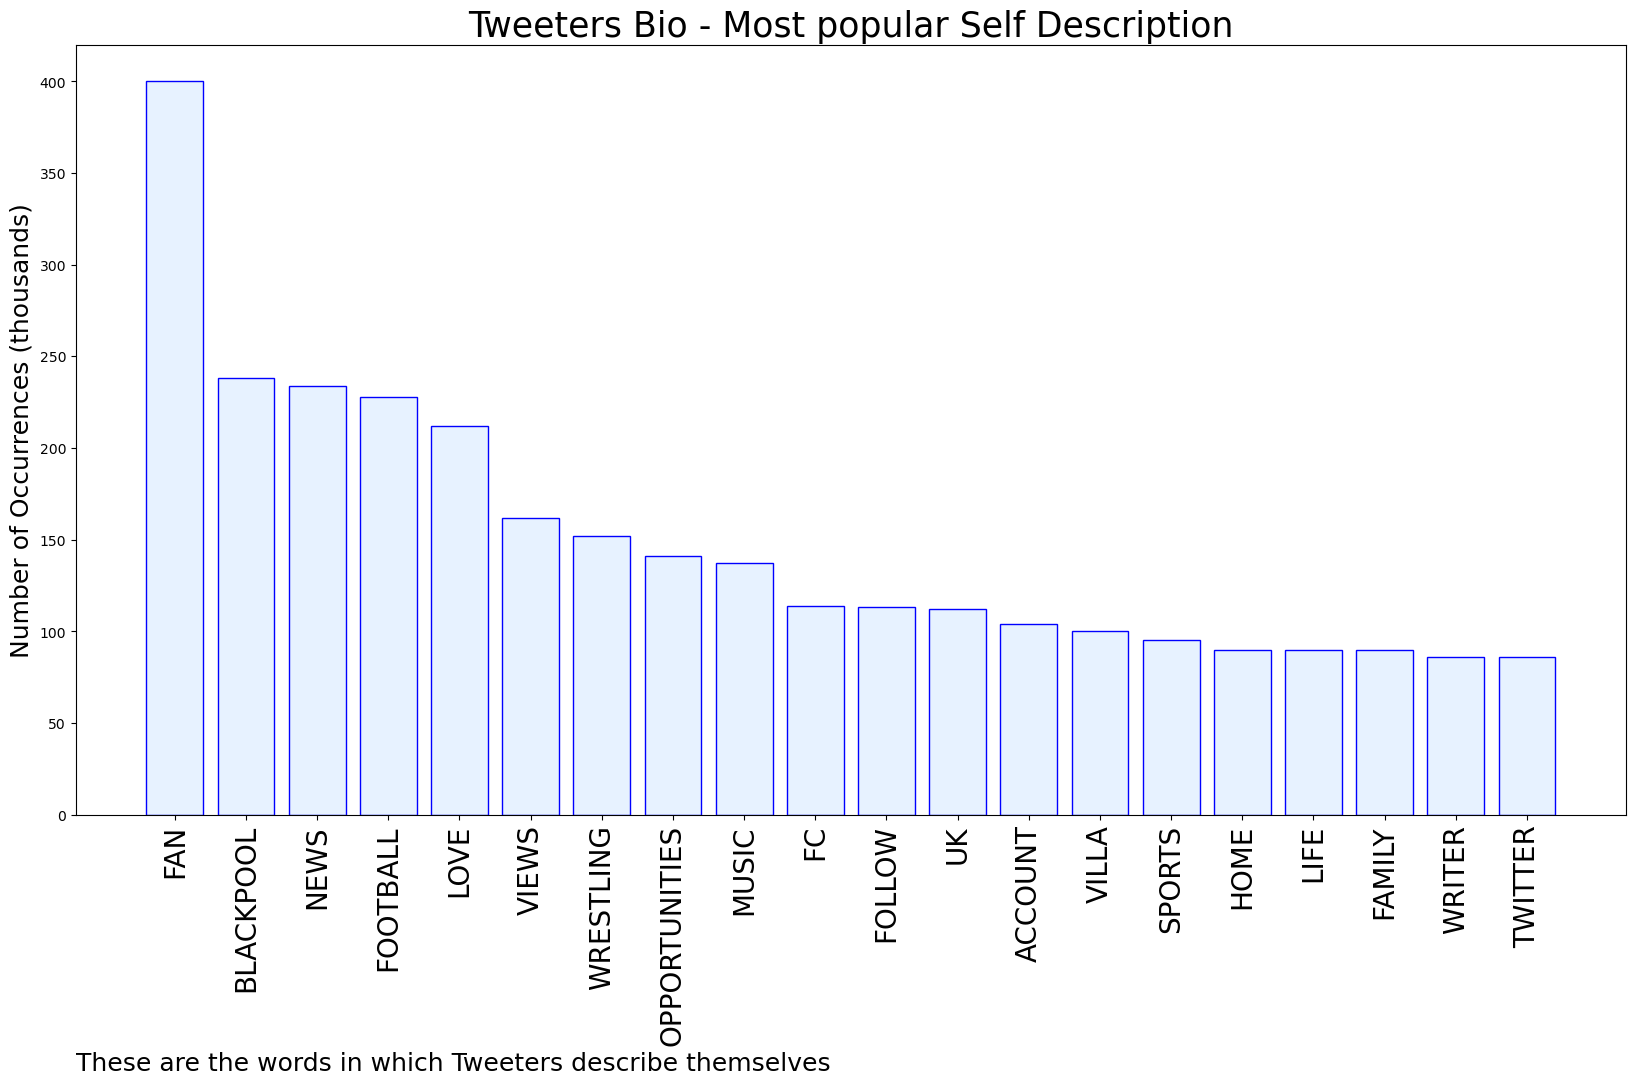 Tweeters Bio - Most popular Self Description
Number of Occurrences (thousands)
400
350
300
250
200
150
100
50
0
FAN
BLACKPOOL
NEWS
FOOTBALL
LOVE
VIEWS
WRESTLING
OPPORTUNITIES
MUSIC
FC
FOLLOW
UK
ACCOUNT
VILLA
SPORTS
HOME
LIFE
FAMILY
WRITER
TWITTER
These are the words in which Tweeters describe themselves